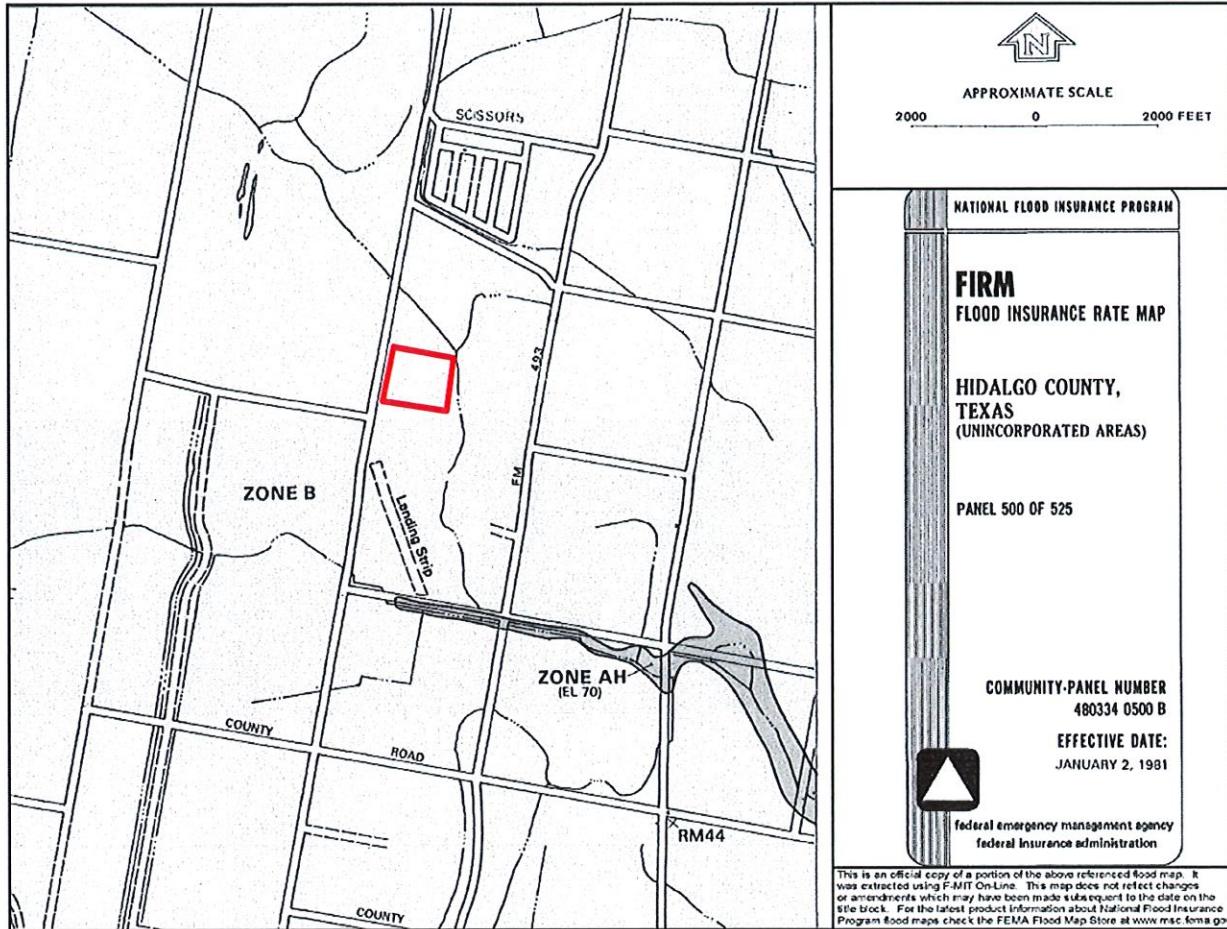 SCISSORS
493
FM
ZONE B
Landing Strip
ZONE AH
(EL 70)
COUNTY
ROAD
RM44
COUNTY
N
APPROXIMATE SCALE
2000 0 2000 FEET
NATIONAL FLOOD INSURANCE PROGRAM
FIRM
FLOOD INSURANCE RATE MAP
HIDALGO COUNTY,
TEXAS
(UNINCORPORATED AREAS)
PANEL 500 OF 525
COMMUNITY-PANEL NUMBER
480334 0500 B
EFFECTIVE DATE:
JANUARY 2, 1981
federal emergency management agency
federal insurance administration
This is an official copy of a portion of the above referenced flood map. It
was extracted using F-MIT On-Line. This map does not reflect changes
or amendments which may have been made subsequent to the date on the
title block. For the latest product information about National Flood Insurance
Program flood maps check the FEMA Flood Map Store at www.msc.fema.go